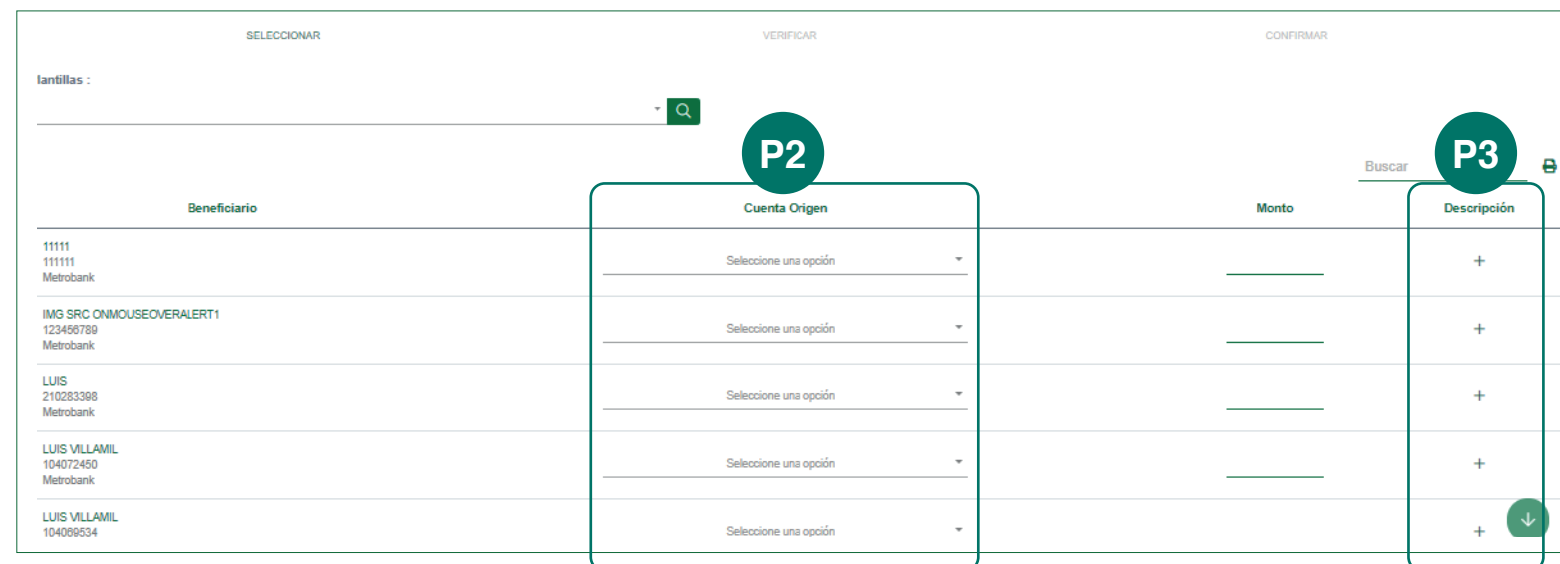 SELECCIONAR VERIFICAR CONFIRMAR
lantillas :
P2 P3
Buscar
Beneficiario Cuenta Origen Monto Descripción
11111
111111 Seleccione una opción +
Metrobank
IMG SRC ONMOUSEOVERALERT1
123456789 Seleccione una opción +
Metrobank
LUIS
210283398 Seleccione una opción +
Metrobank
LUIS VILLAMIL
104072450 Seleccione una opción +
Metrobank
LUIS VILLAMIL
104069534 Seleccione una opción +